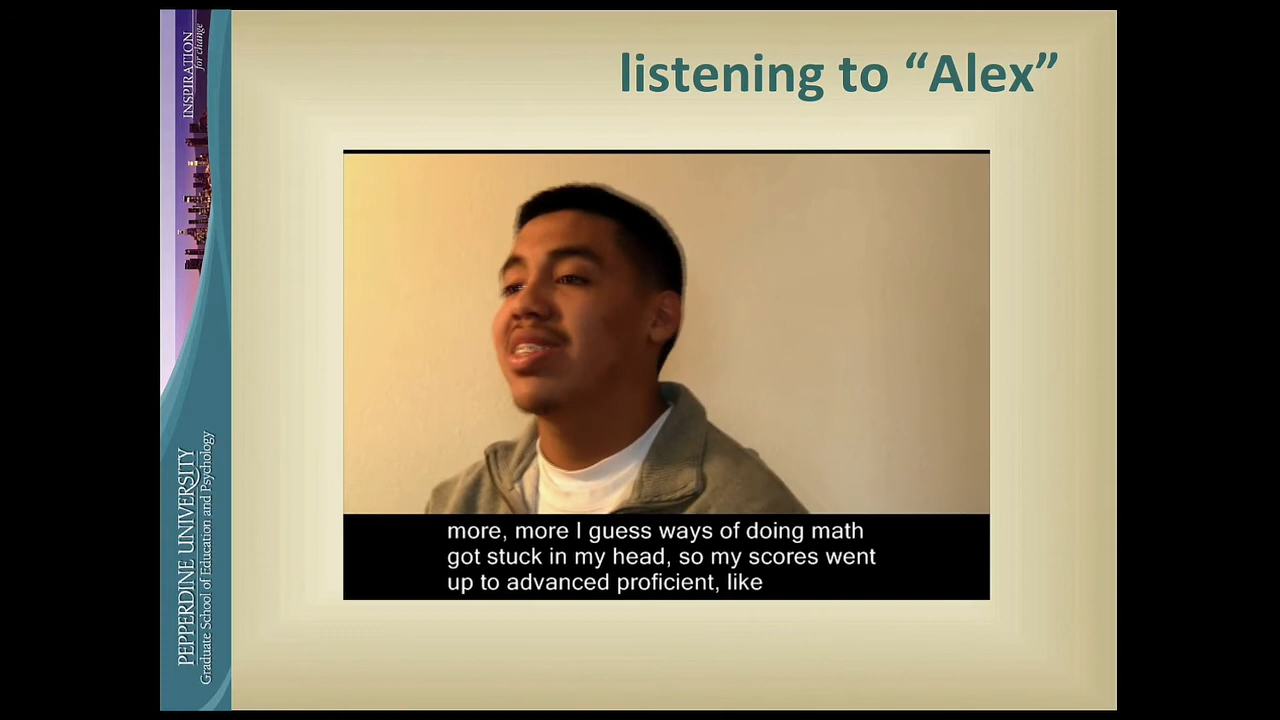 listening to “Alex”
more, more I guess ways of doing math
got stuck in my head, so my scores went
up to advanced proficient, like
INSPIRATION
for change
PEPPERDINE UNIVERSITY
Graduate School of Education and Psychology